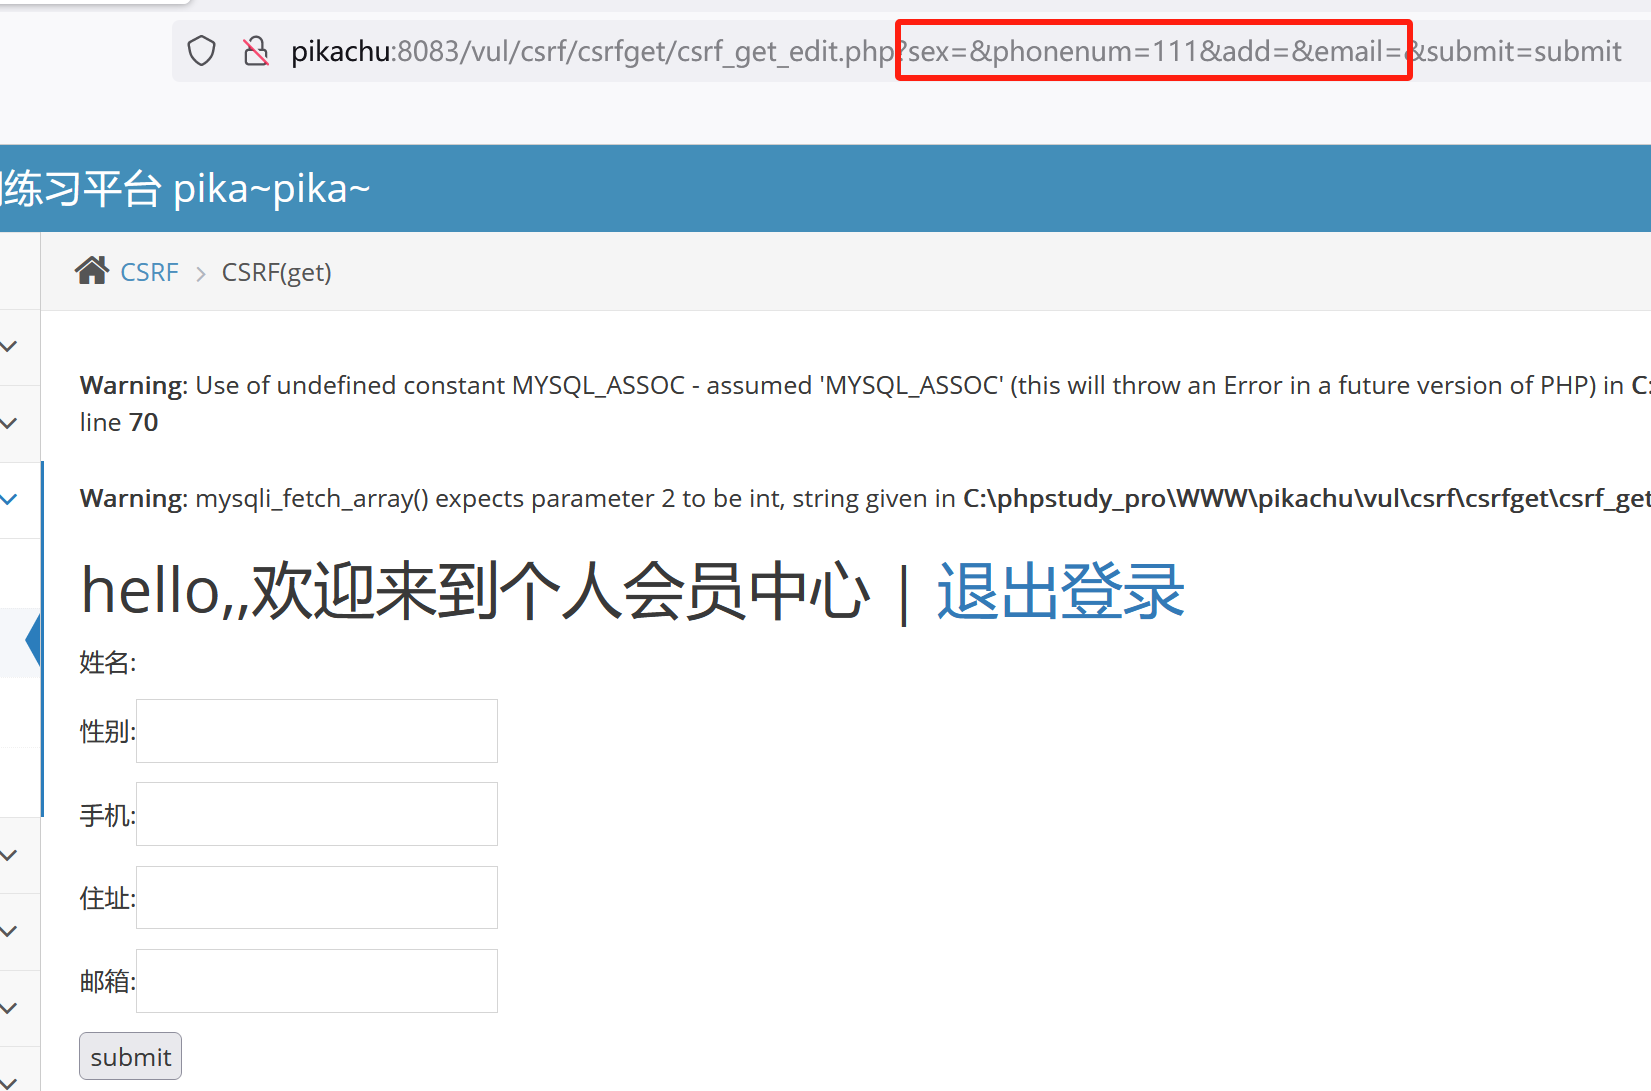 pikachu:8083/vul/csrf/csrfget/csrf_get_edit.php?sex=&phonenum=111&add=&email=&submit=submit
练习平台 pika~pika~
CSRF > CSRF(get)
Warning: Use of undefined constant MYSQL_ASSOC - assumed 'MYSQL_ASSOC' (this will throw an Error in a future version of PHP) in C:
line 70
Warning: mysqli_fetch_array() expects parameter 2 to be int, string given in C:\phpstudy_pro\WWW\pikachu\vul\csrf\csrfget\csrf_get
hello,,欢迎来到个人会员中心 | 退出登录
姓名:
性别:
手机:
住址:
邮箱:
submit